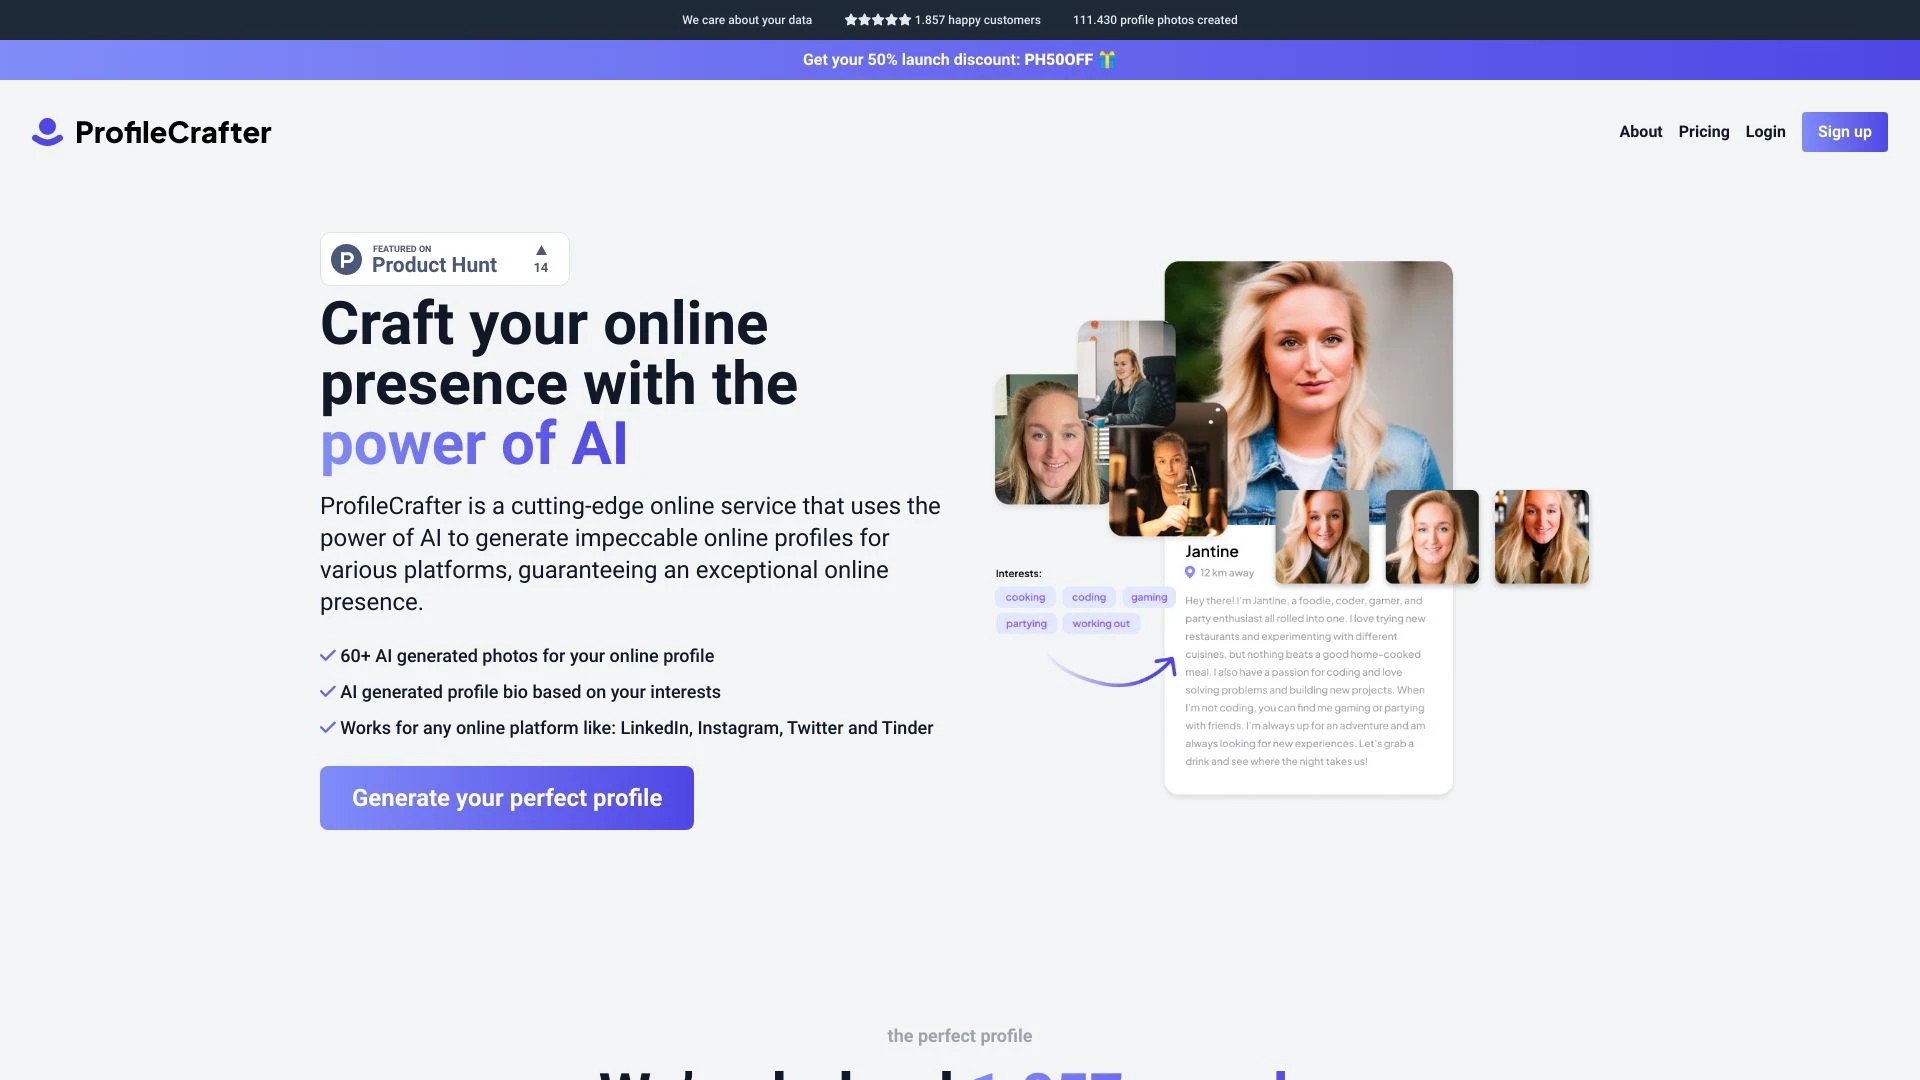 We care about your data
1.857 happy customers
111.430 profile photos created
Get your 50% launch discount: PH50OFF
ProfileCrafter
About
Pricing
Login
Sign up
FEATURED ON
P
Product Hunt
14
Craft your online
presence with the
power of AI
ProfileCrafter is a cutting-edge online service that uses the
power of AI to generate impeccable online profiles for
various platforms, guaranteeing an exceptional online
presence.
60+ AI generated photos for your online profile
AI generated profile bio based on your interests
Works for any online platform like: LinkedIn, Instagram, Twitter and Tinder
Generate your perfect profile
Interests:
cooking
coding
gaming
partying
working out
Jantine
12 km away
Hey there! I'm Jantine, a foodie, coder, gamer, and
party enthusiast all rolled into one. I love trying new
restaurants and experimenting with different
cuisines, but nothing beats a good home-cooked
meal. I also have a passion for coding and love
solving problems and building new projects. When
I'm not coding, you can find me gaming or partying
with friends. I'm always up for an adventure and am
always looking for new experiences. Let's grab a
drink and see where the night takes us!
the perfect profile